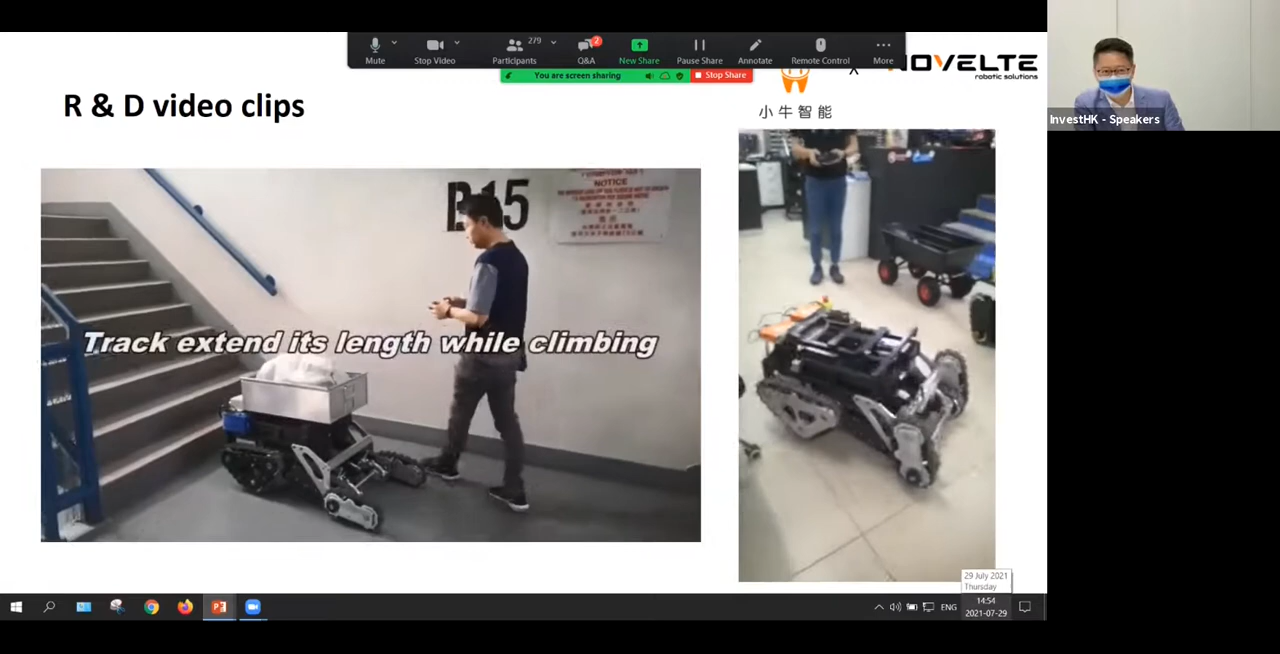 279
2
Mute
Stop Video
Participants
Q&A
New Share
Pause Share
Annotate
Remote Control
More
You are screen sharing
Stop Share
x
NOVELTE
robotic solutions
小牛智能
R & D video clips
InvestHK - Speakers
B15
NOTICE
Track extend its length while climbing
29 July 2021
Thursday
ENG
14:54
2021-07-29